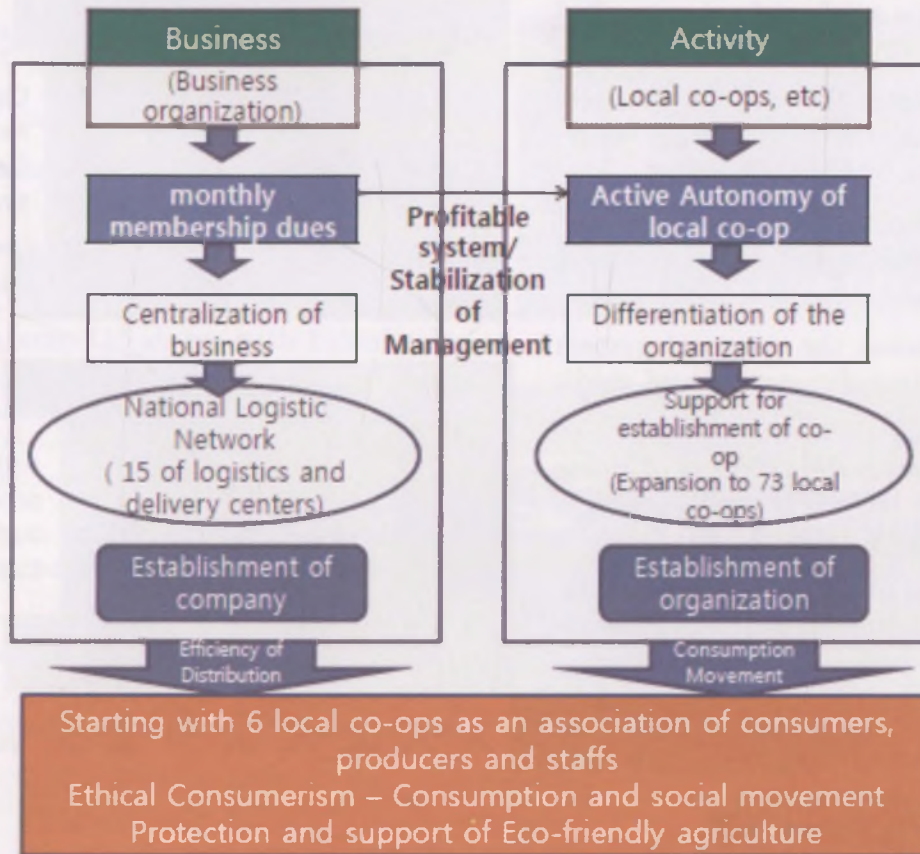 Business
(Business
organization)
monthly
membership dues
Centralization of
business
National Logistic
Network
( 15 of logistics and
delivery centers)
Establishment of
company
Efficiency of
Distribution
Profitable
system/
Stabilization
of
Management
Activity
(Local co-ops, etc)
Active Autonomy of
local co-op
Differentiation of the
organization
Support for
establishment of co-
op
(Expansion to 73 local
co-ops)
Establishment of
organization
Consumption
Movement
Starting with 6 local co-ops as an association of consumers,
producers and staffs
Ethical Consumerism – Consumption and social movement
Protection and support of Eco-friendly agriculture